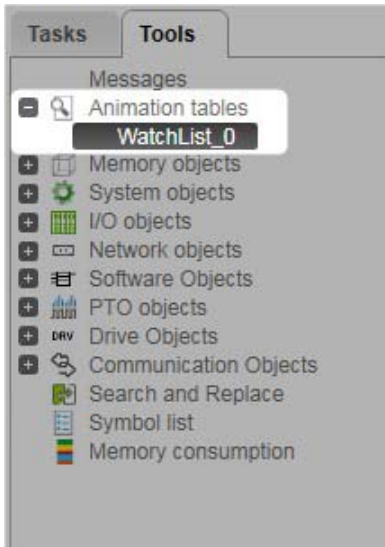 Tasks Tools
Messages
Animation tables
WatchList_0
Memory objects
System objects
I/O objects
Network objects
Software Objects
PTO objects
DRV Drive Objects
Communication Objects
Search and Replace
Symbol list
Memory consumption